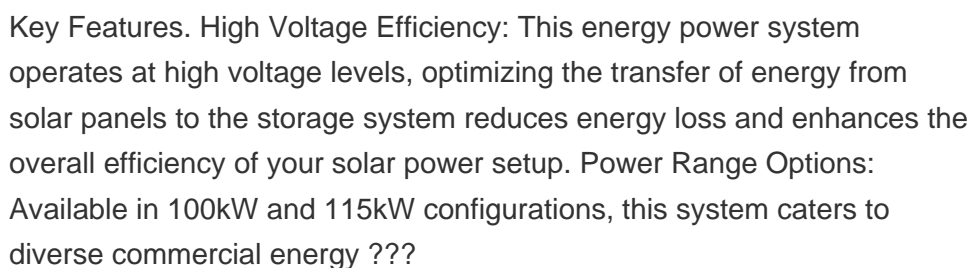 Key Features. High Voltage Efficiency: This energy power system
operates at high voltage levels, optimizing the transfer of energy from
solar panels to the storage system reduces energy loss and enhances the
overall efficiency of your solar power setup. Power Range Options:
Available in 100kW and 115kW configurations, this system caters to
diverse commercial energy ???